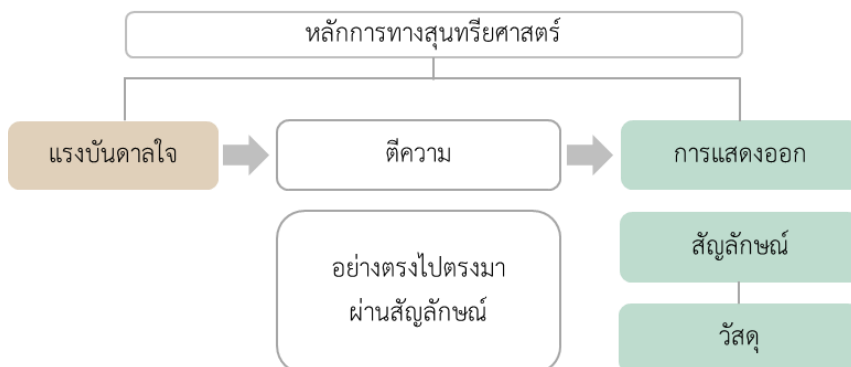 หลักการทางสุนทรียศาสตร์
แรงบันดาลใจ
ตีความ
การแสดงออก
อย่างตรงไปตรงมา
ผ่านสัญลักษณ์
สัญลักษณ์
วัสดุ